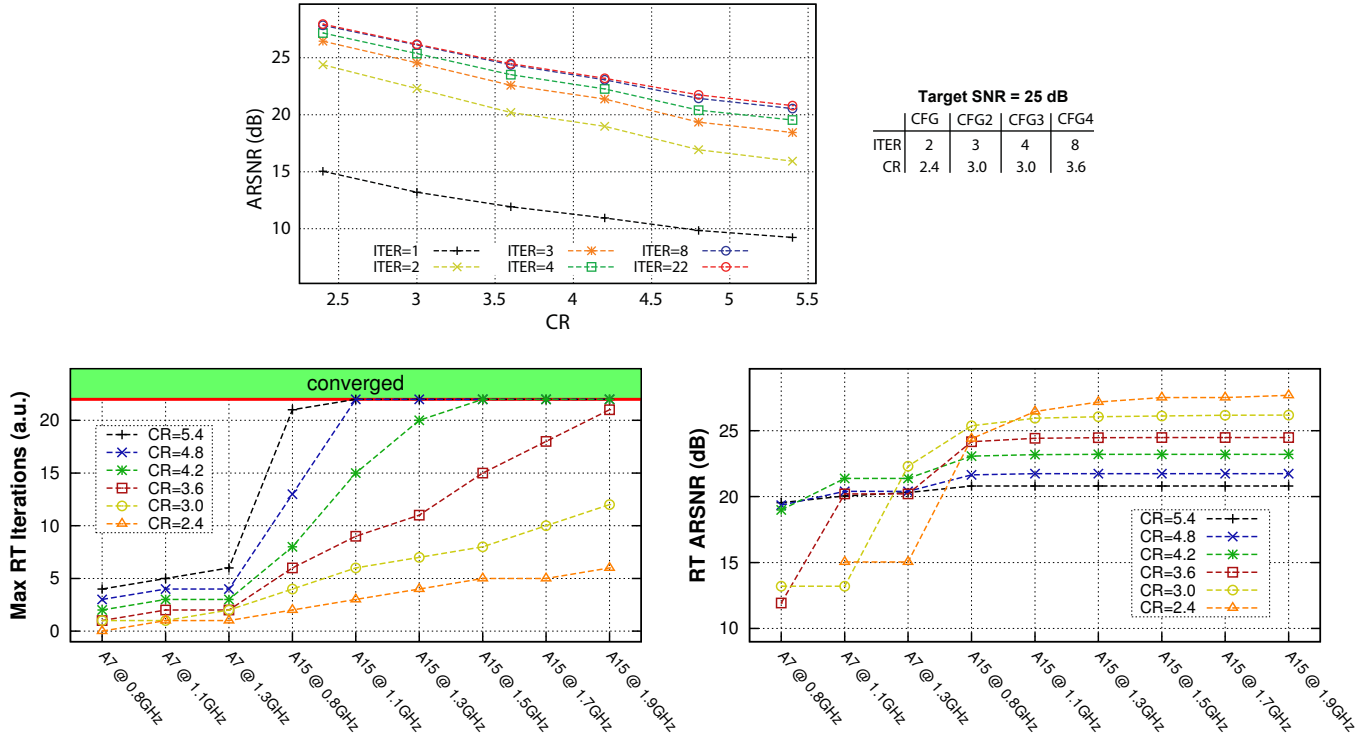 25
20
15
10
ARSNR (dB)
ITER=1 ITER=3 ITER=8
ITER=2 ITER=4 ITER=22
2.5 3 3.5 4 4.5 5 5.5
CR
Target SNR = 25 dB
CFG CFG2 CFG3 CFG4
ITER 2 3 4 8
CR 2.4 3.0 3.0 3.6
converged
20
15
10
5
0
Max RT Iterations (a.u.)
CR=5.4
CR=4.8
CR=4.2
CR=3.6
CR=3.0
CR=2.4
A7 @ 0.8GHz
A7 @ 1.1GHz
A7 @ 1.3GHz
A15 @ 0.8GHz
A15 @ 1.1GHz
A15 @ 1.3GHz
A15 @ 1.5GHz
A15 @ 1.7GHz
A15 @ 1.9GHz
25
20
15
10
RT ARSNR (dB)
CR=5.4
CR=4.8
CR=4.2
CR=3.6
CR=3.0
CR=2.4
A7 @ 0.8GHz
A7 @ 1.1GHz
A7 @ 1.3GHz
A15 @ 0.8GHz
A15 @ 1.1GHz
A15 @ 1.3GHz
A15 @ 1.5GHz
A15 @ 1.7GHz
A15 @ 1.9GHz